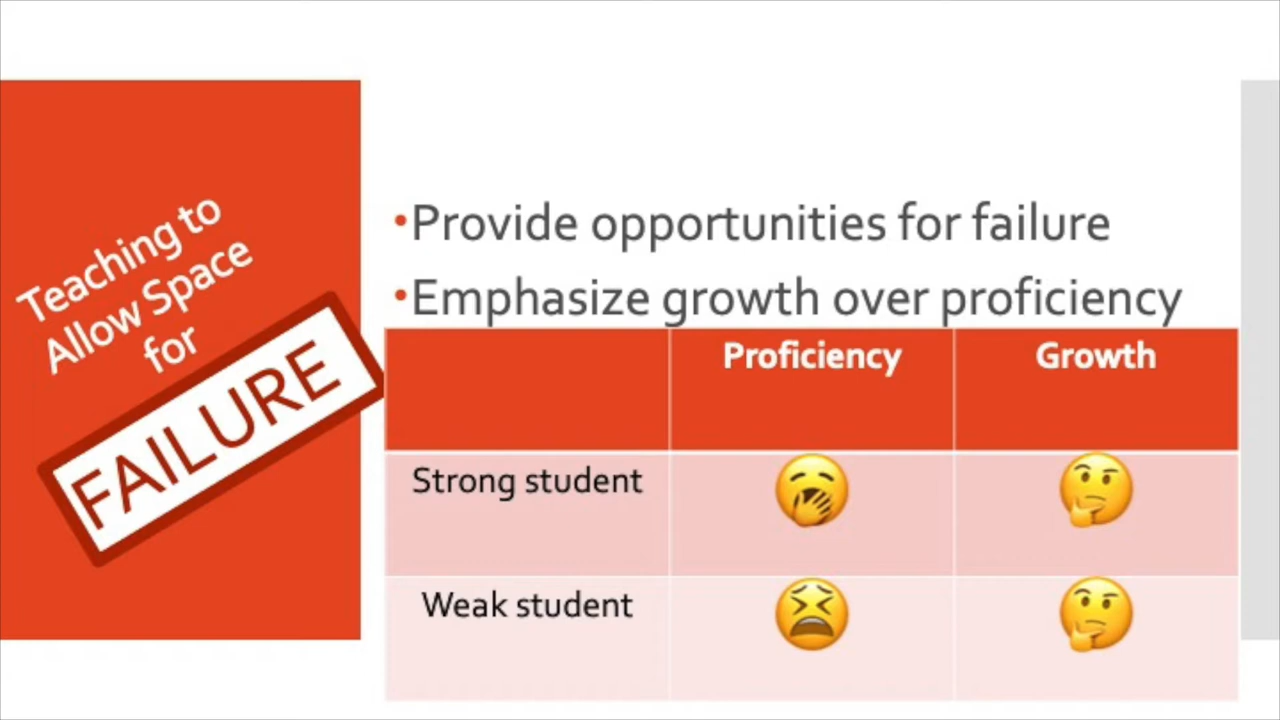 Teaching to
Allow Space
for
FAILURE
•Provide opportunities for failure
•Emphasize growth over proficiency
Proficiency Growth
Strong student 🥱 🤔
Weak student 😫 🤔